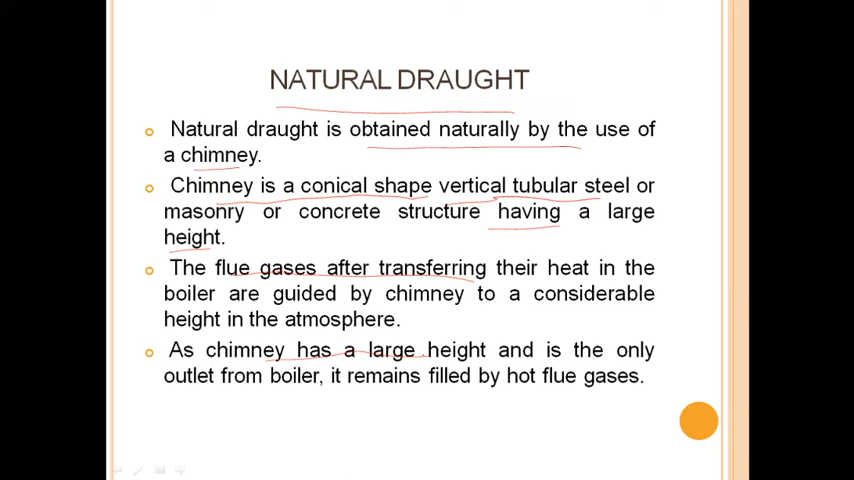 NATURAL DRAUGHT
Natural draught is obtained naturally by the use of
a chimney.
Chimney is a conical shape vertical tubular steel or
masonry or concrete structure having a large
height.
The flue gases after transferring their heat in the
boiler are guided by chimney to a considerable
height in the atmosphere.
As chimney has a large height and is the only
outlet from boiler, it remains filled by hot flue gases.